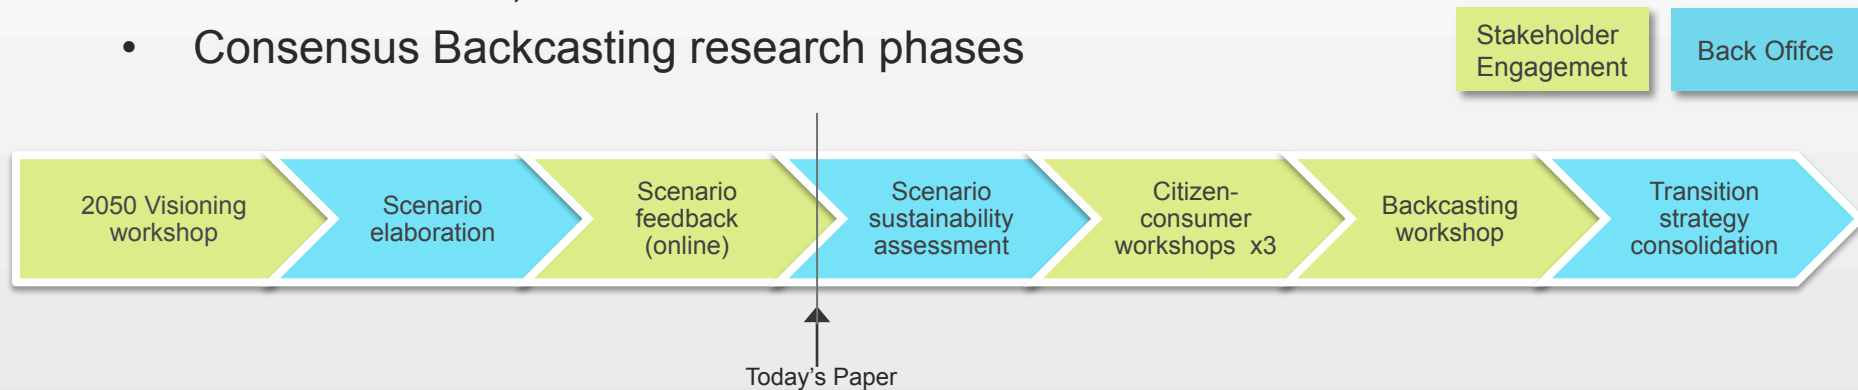 • Consensus Backcasting research phases
Stakeholder
Engagement
Back Ofifce
2050 Visioning
workshop
Scenario
elaboration
Scenario
feedback
(online)
Scenario
sustainability
assessment
Citizen-
consumer
workshops x3
Backcasting
workshop
Transition
strategy
consolidation
Today's Paper